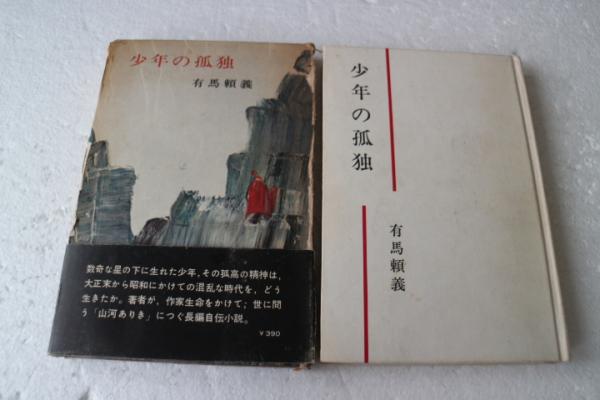 少年の孤独
有馬頼義
数奇な星の下に生れた少年、その孤高の精神は、
大正末から昭和にかけての混乱な時代を、どう
生きたか。著者が、作家生命をかけて；世に問
う「山河ありき」につぐ長編自伝小説。
￥390
少年の孤独
有馬頼義